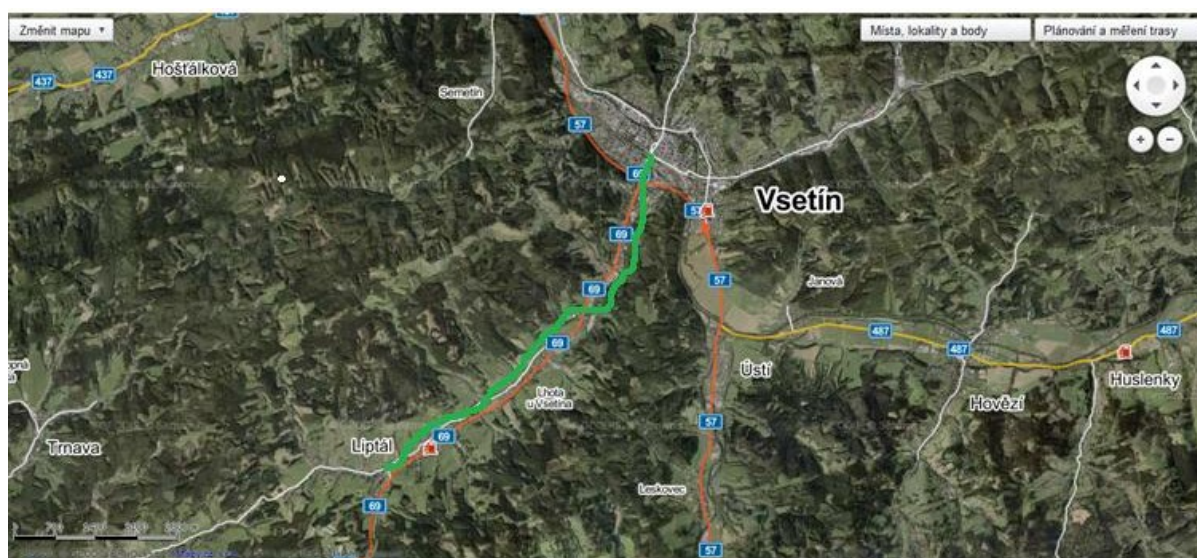 Změnit mapu
Místa, lokality a body
Plánování a měření trasy
437
437
437
Hošťálková
Semetín
57
69
Vsetín
57
69
57
Janová
69
487
487
69
487
Ústí
Huslenky
Lhota
u Vsetína
Hovězí
57
Trnava
Liptál
69
Leskovec
69
57